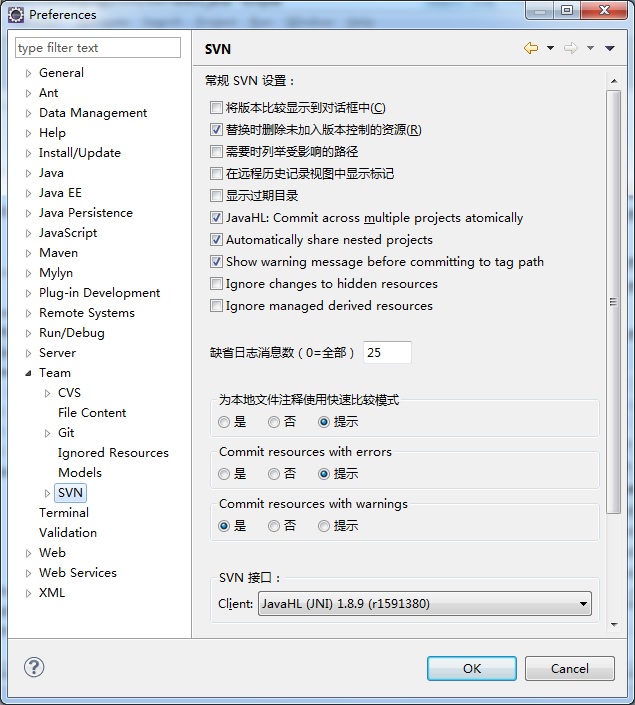 Preferences
type filter text
General
Ant
Data Management
Help
Install/Update
Java
Java EE
Java Persistence
JavaScript
Maven
Mylyn
Plug-in Development
Remote Systems
Run/Debug
Server
Team
CVS
File Content
Git
Ignored Resources
Models
SVN
Terminal
Validation
Web
Web Services
XML
SVN
常规 SVN 设置：
将版本比较显示到对话框中(C)
替换时删除未加入版本控制的资源(R)
需要时列举受影响的路径
在远程历史记录视图中显示标记
显示过期目录
JavaHL: Commit across multiple projects atomically
Automatically share nested projects
Show warning message before committing to tag path
Ignore changes to hidden resources
Ignore managed derived resources
缺省日志消息数（0=全部） 25
为本地文件注释使用快速比较模式
是 否 提示
Commit resources with errors
是 否 提示
Commit resources with warnings
是 否 提示
SVN 接口：
Client: JavaHL (JNI) 1.8.9 (r1591380)
?
OK Cancel